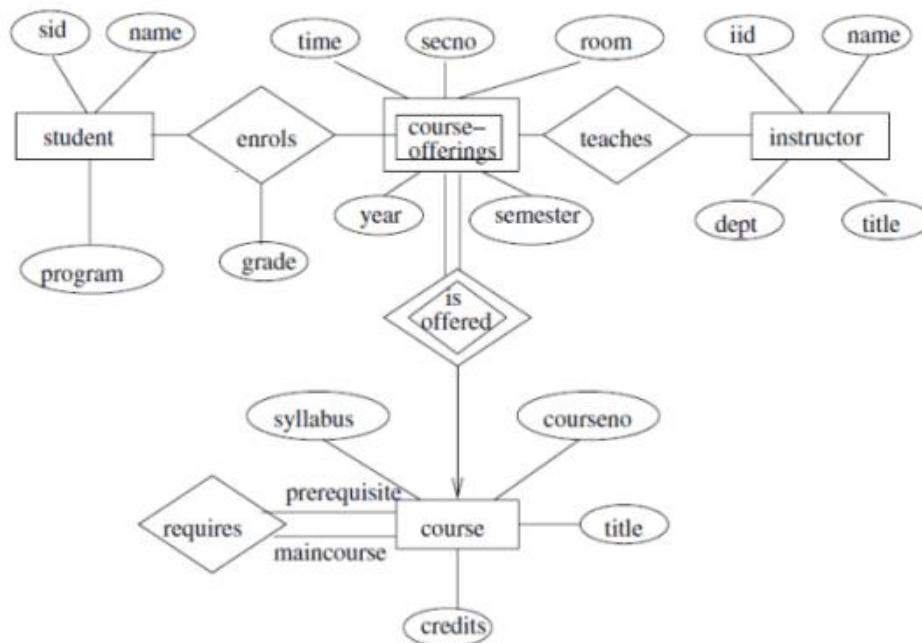 sid
name
time
secno
room
iid
name
student
enrols
course–
offerings
teaches
instructor
year
semester
dept
title
program
grade
is
offered
syllabus
courseno
prerequisite
requires
course
title
maincourse
credits